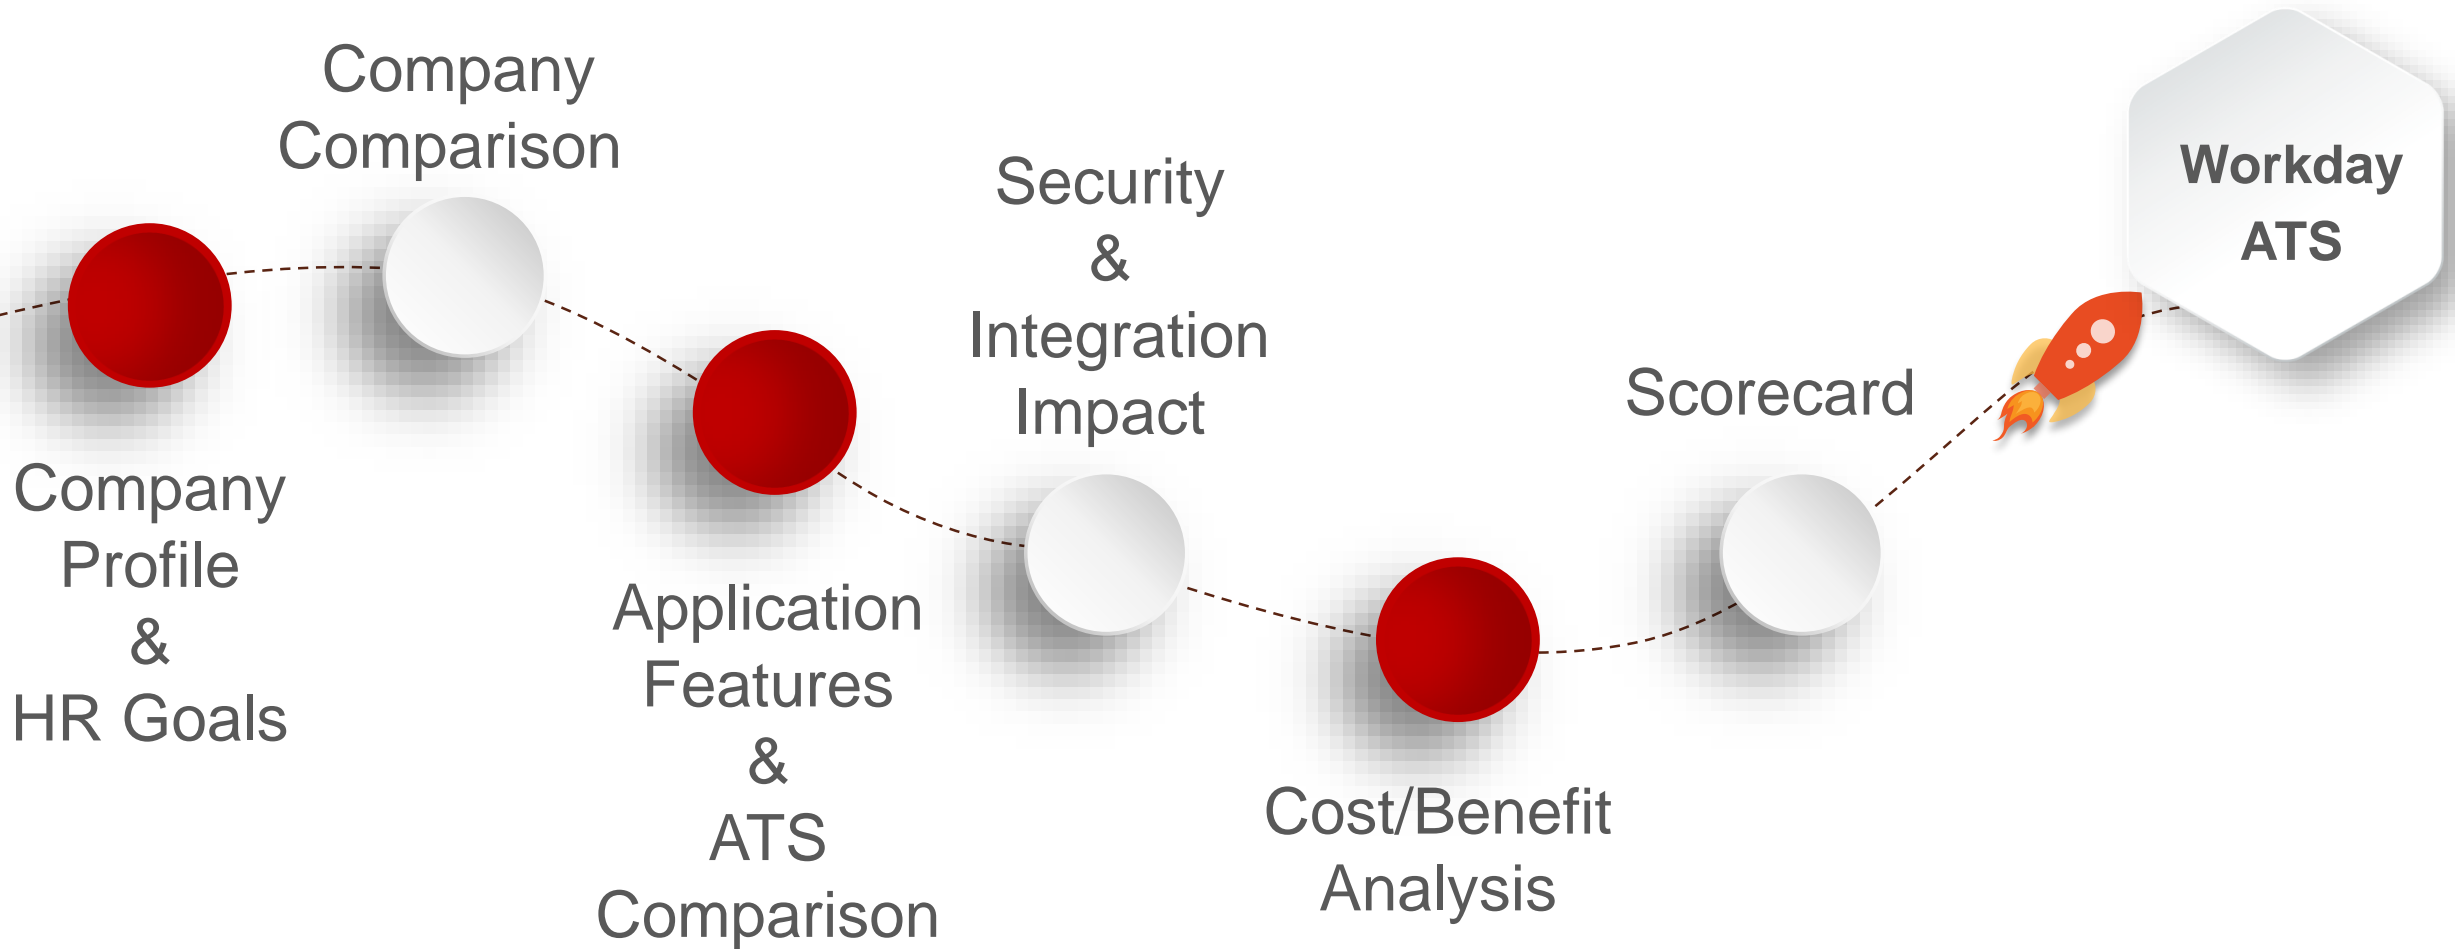 Company
Profile
&
HR Goals
Company
Comparison
Application
Features
&
ATS
Comparison
Security
&
Integration
Impact
Cost/Benefit
Analysis
Scorecard
Workday
ATS